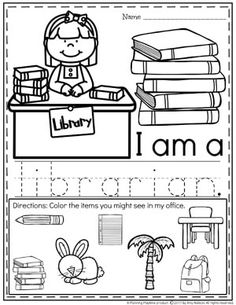 Name
Library
I am a
librarian.
Directions: Color the items you might see in my office.